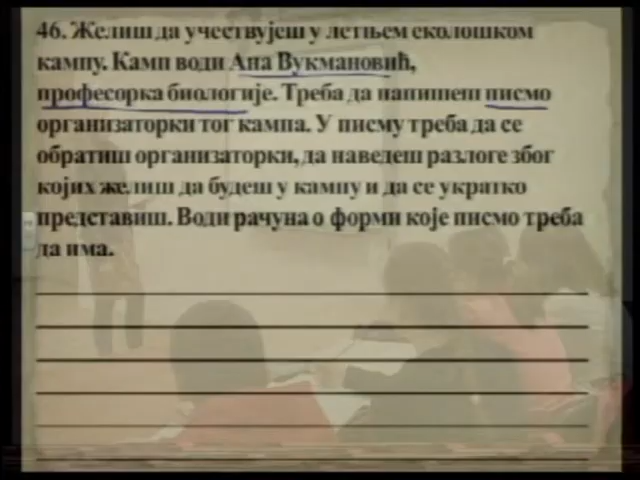 46. Желиш да учествујеш у летњем еколошком
кампу. Камп води Ана Вукмановић,
професорка биологије. Треба да напишеш писмо
организаторки тог кампа. У писму треба да се
обратиш организаторки, да наведеш разлоге због
којих желиш да будеш у кампу и да се укратко
представиш. Води рачуна о форми које писмо треба
да има.